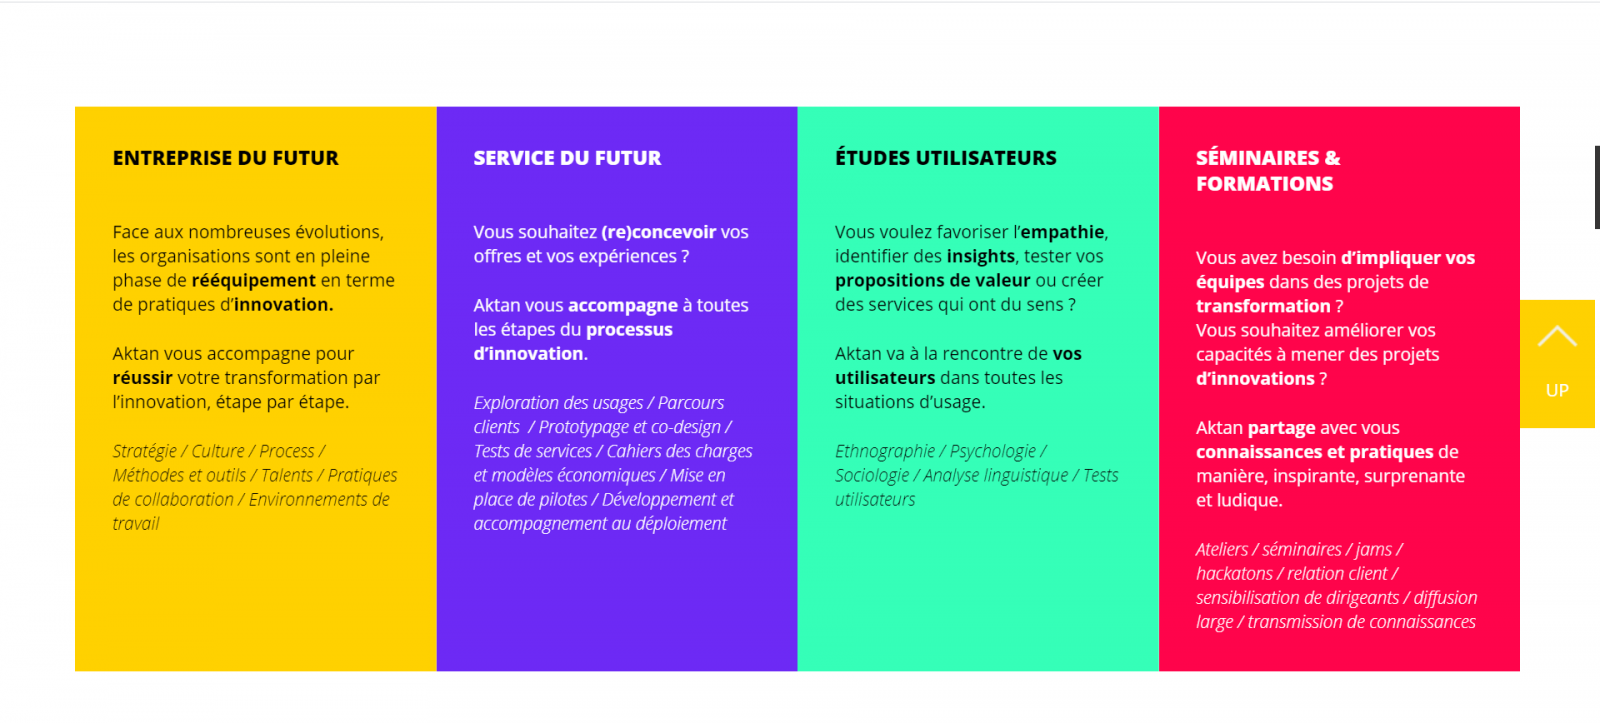 ENTREPRISE DU FUTUR
Face aux nombreuses évolutions,
les organisations sont en pleine
phase de rééquipement en terme
de pratiques d’innovation.
Aktan vous accompagne pour
réussir votre transformation par
l’innovation, étape par étape.
Stratégie / Culture / Process /
Méthodes et outils / Talents / Pratiques
de collaboration / Environnements de
travail
SERVICE DU FUTUR
Vous souhaitez (re)concevoir vos
offres et vos expériences ?
Aktan vous accompagne à toutes
les étapes du processus
d’innovation.
Exploration des usages / Parcours
clients / Prototypage et co-design /
Tests de services / Cahiers des charges
et modèles économiques / Mise en
place de pilotes / Développement et
accompagnement au déploiement
ÉTUDES UTILISATEURS
Vous voulez favoriser l’empathie,
identifier des insights, tester vos
propositions de valeur ou créer
des services qui ont du sens ?
Aktan va à la rencontre de vos
utilisateurs dans toutes les
situations d’usage.
Ethnographie / Psychologie /
Sociologie / Analyse linguistique / Tests
utilisateurs
SÉMINAIRES &
FORMATIONS
Vous avez besoin d’impliquer vos
équipes dans des projets de
transformation ?
Vous souhaitez améliorer vos
capacités à mener des projets
d’innovations ?
Aktan partage avec vous
connaissances et pratiques de
manière, inspirante, surprenante
et ludique.
Ateliers / séminaires / jams /
hackatons / relation client /
sensibilisation de dirigeants / diffusion
large / transmission de connaissances
UP